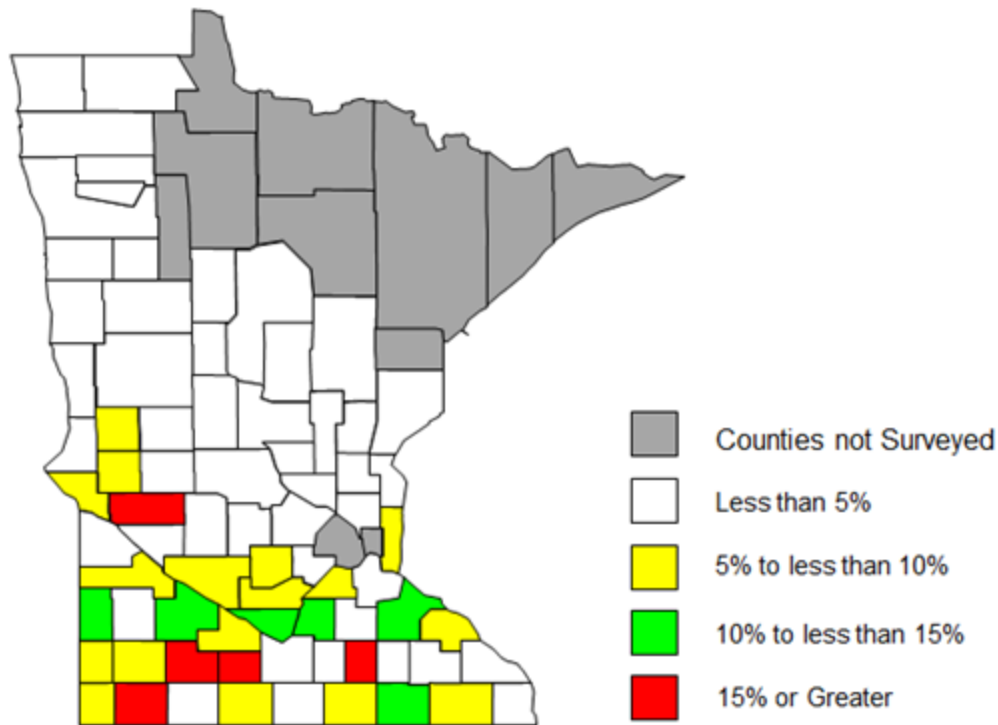 Counties not Surveyed
Less than 5%
5% to less than 10%
10% to less than 15%
15% or Greater